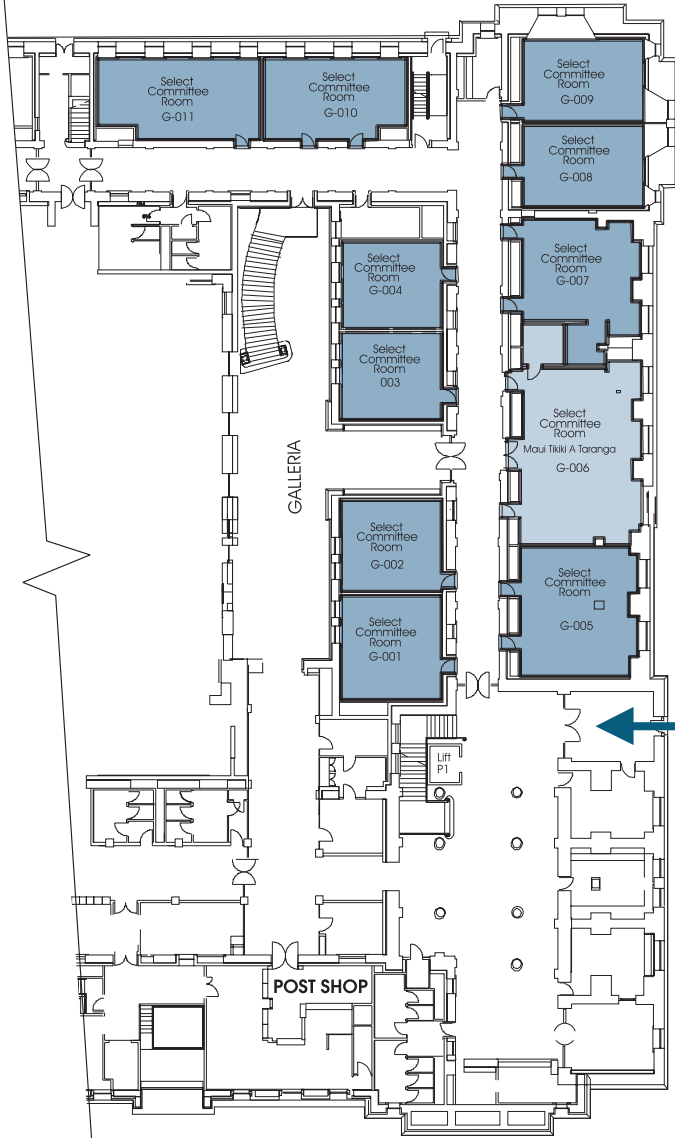 Select
Committee
Room
G-009
Select
Committee
Room
G-011
Select
Committee
Room
G-010
Select
Committee
Room
G-008
Select
Committee
Room
G-007
Select
Committee
Room
G-004
Select
Committee
Room
003
Select
Committee
Room
Maui Tikiki A Taranga
G-006
GALLERIA
Select
Committee
Room
G-002
Select
Committee
Room
G-005
Select
Committee
Room
G-001
Lift
P1
POST SHOP